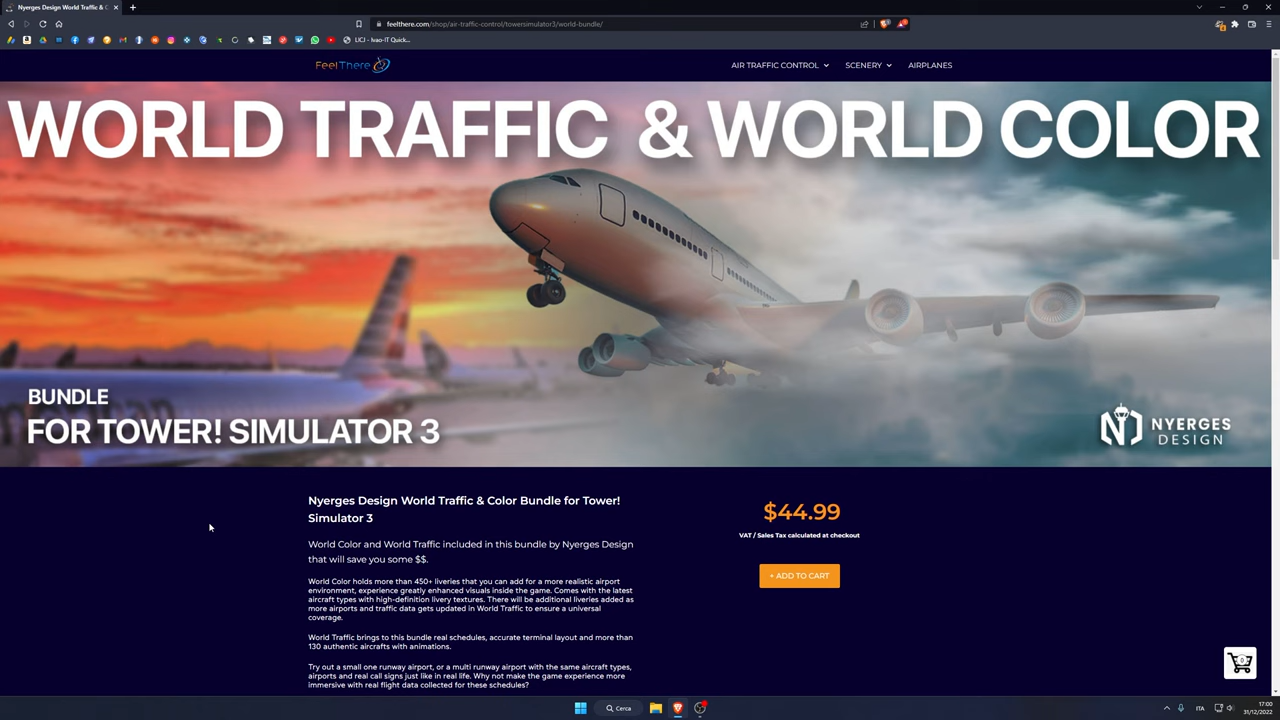 Nyerges Design World Traffic & C
feelthere.com/shop/air-traffic-control/towersimulator3/world-bundle/
LICJ - Ivao-IT Quick...
FeelThere
AIR TRAFFIC CONTROL
SCENERY
AIRPLANES
WORLD TRAFFIC & WORLD COLOR
BUNDLE
FOR TOWER! SIMULATOR 3
NYERGES
DESIGN
Nyerges Design World Traffic & Color Bundle for Tower!
Simulator 3
World Color and World Traffic included in this bundle by Nyerges Design
that will save you some $$.
World Color holds more than 450+ liveries that you can add for a more realistic airport
environment, experience greatly enhanced visuals inside the game. Comes with the latest
aircraft types with high-definition livery textures. There will be additional liveries added as
more airports and traffic data gets updated in World Traffic to ensure a universal
coverage.
World Traffic brings to this bundle real schedules, accurate terminal layout and more than
130 authentic aircrafts with animations.
Try out a small one runway airport, or a multi runway airport with the same aircraft types,
airports and real call signs just like in real life. Why not make the game experience more
immersive with real flight data collected for these schedules?
$44.99
VAT / Sales Tax calculated at checkout
+ ADD TO CART
0
Cerca
ITA
17:00
31/12/2022